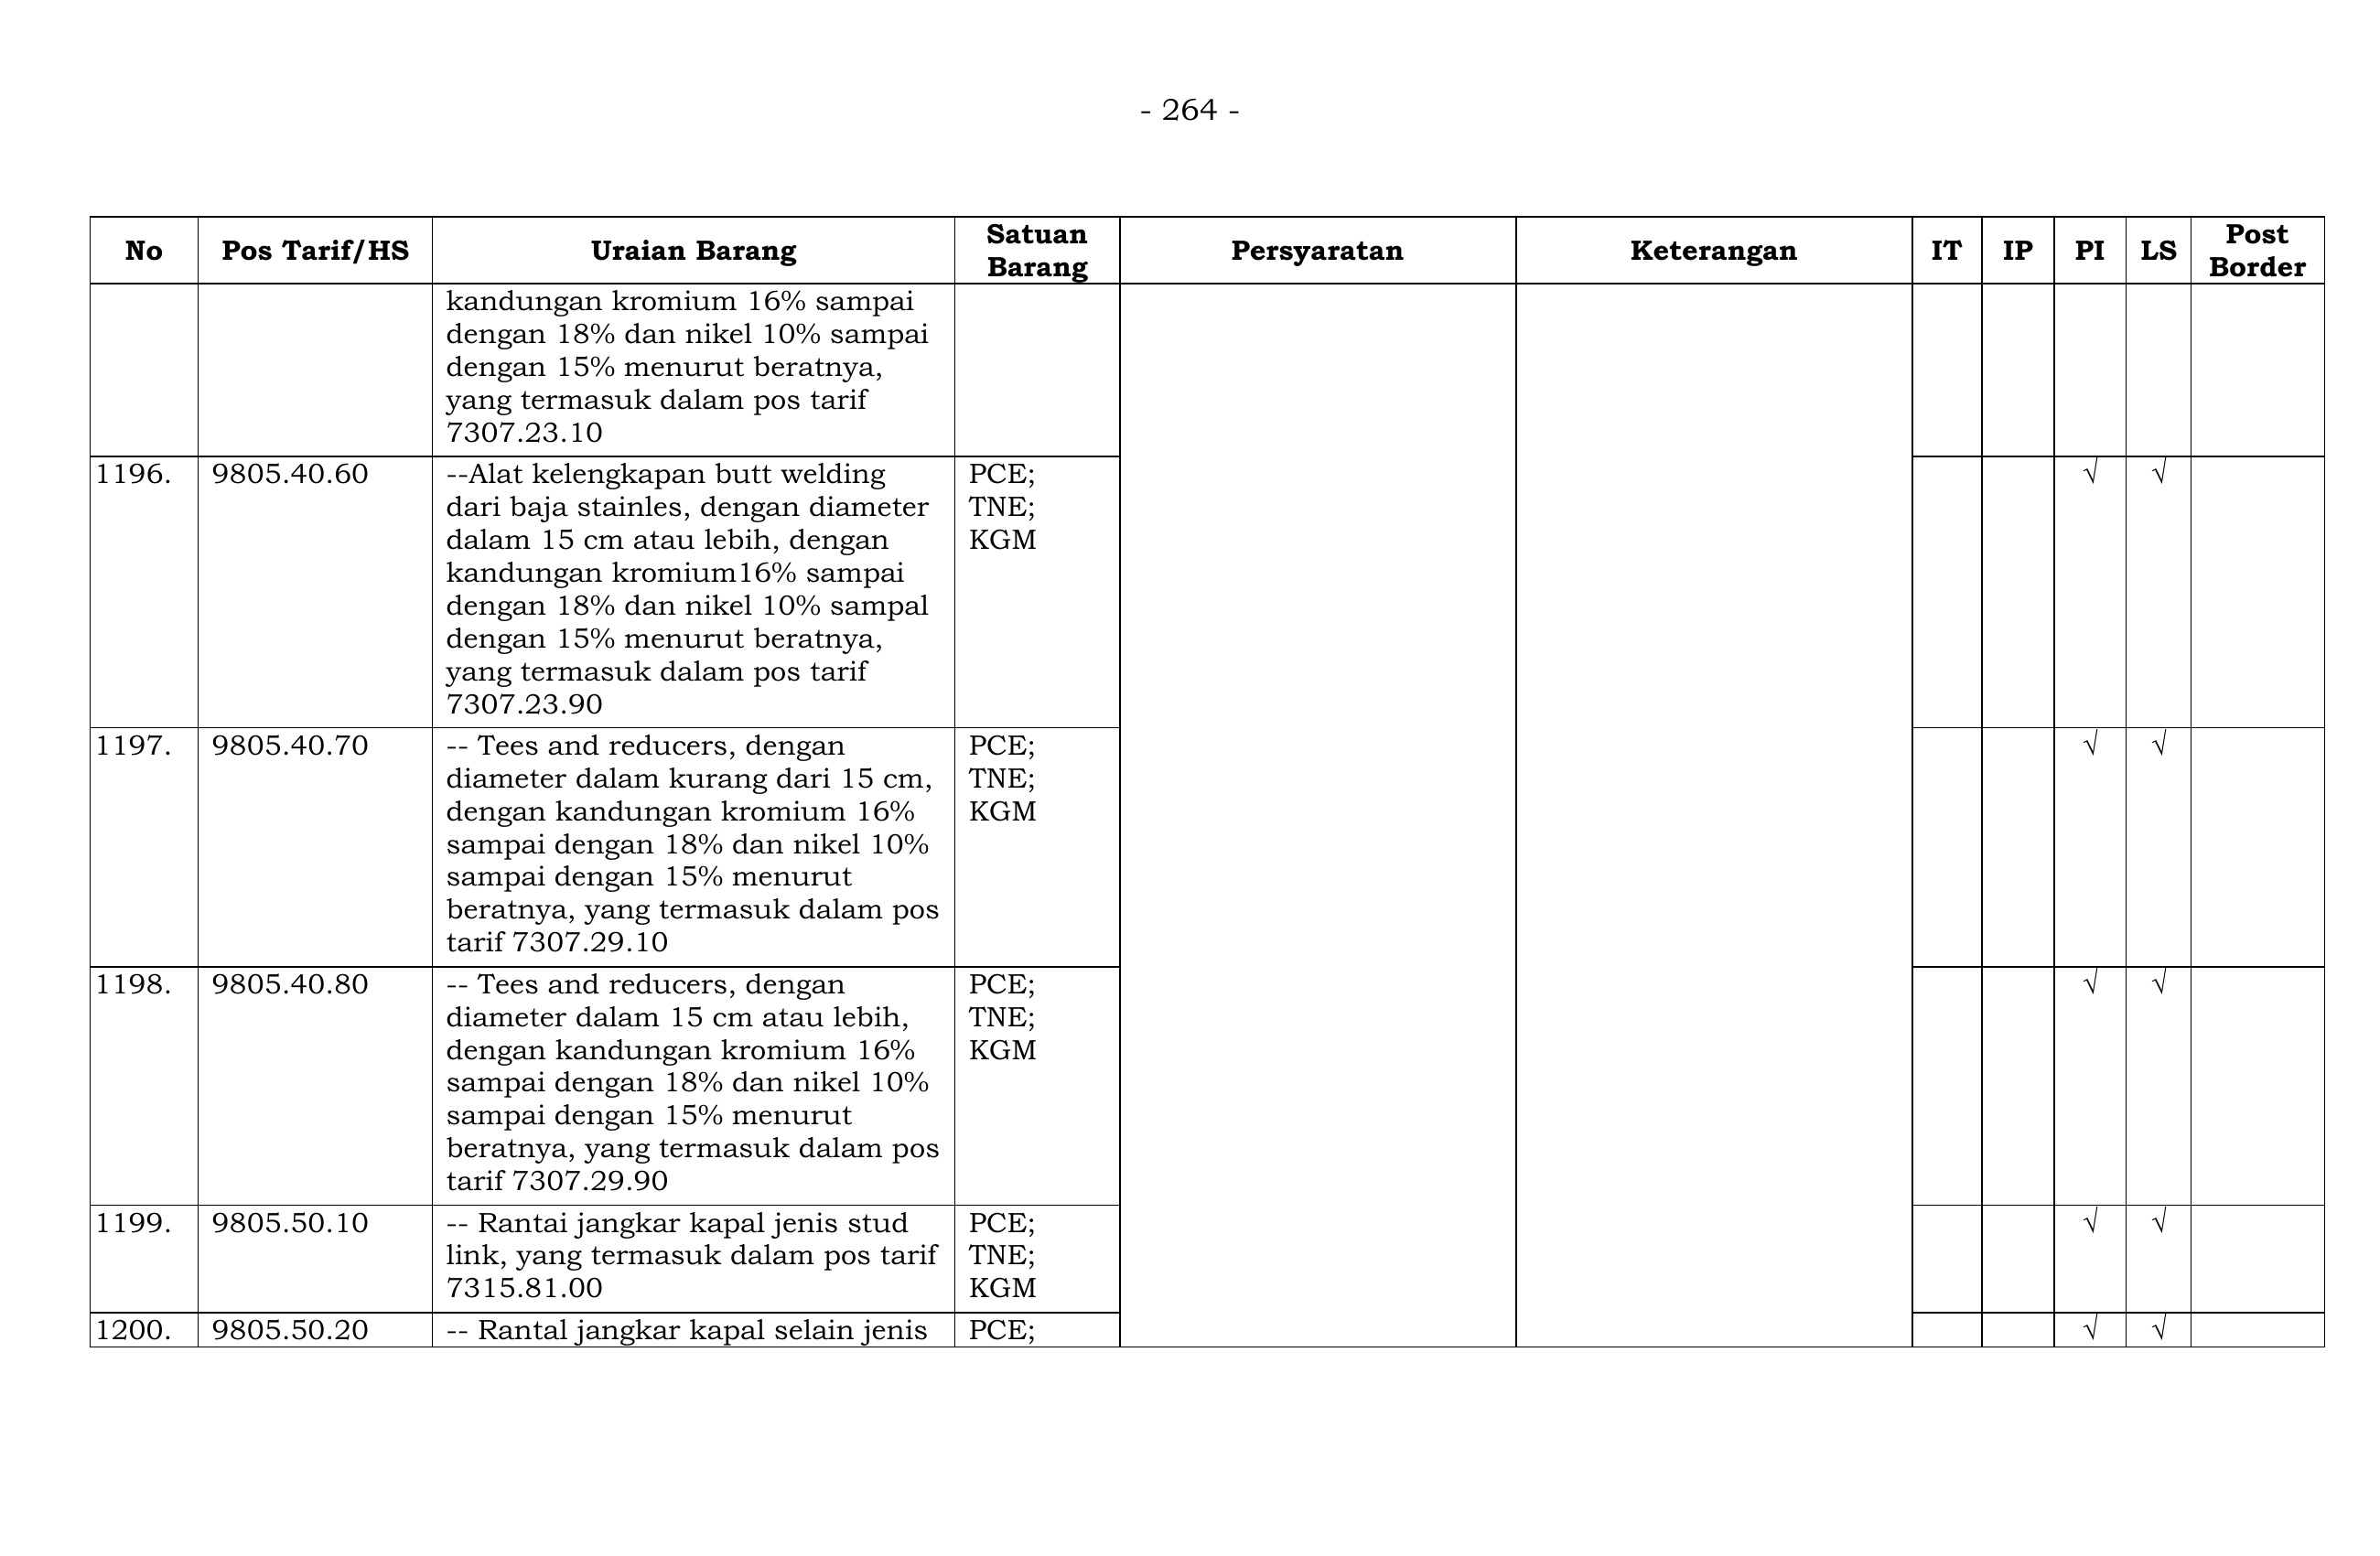 - 264 -
No Pos Tarif/HS Uraian Barang Satuan Barang Persyaratan Keterangan IT IP PI LS Post Border
kandungan kromium 16% sampai
dengan 18% dan nikel 10% sampai
dengan 15% menurut beratnya,
yang termasuk dalam pos tarif
7307.23.10
1196. 9805.40.60 --Alat kelengkapan butt welding PCE; √ √
dari baja stainles, dengan diameter TNE;
dalam 15 cm atau lebih, dengan KGM
kandungan kromium16% sampai
dengan 18% dan nikel 10% sampal
dengan 15% menurut beratnya,
yang termasuk dalam pos tarif
7307.23.90
1197. 9805.40.70 -- Tees and reducers, dengan PCE; √ √
diameter dalam kurang dari 15 cm, TNE;
dengan kandungan kromium 16% KGM
sampai dengan 18% dan nikel 10%
sampai dengan 15% menurut
beratnya, yang termasuk dalam pos
tarif 7307.29.10
1198. 9805.40.80 -- Tees and reducers, dengan PCE; √ √
diameter dalam 15 cm atau lebih, TNE;
dengan kandungan kromium 16% KGM
sampai dengan 18% dan nikel 10%
sampai dengan 15% menurut
beratnya, yang termasuk dalam pos
tarif 7307.29.90
1199. 9805.50.10 -- Rantai jangkar kapal jenis stud PCE; √ √
link, yang termasuk dalam pos tarif TNE;
7315.81.00 KGM
1200. 9805.50.20 -- Rantal jangkar kapal selain jenis PCE; √ √